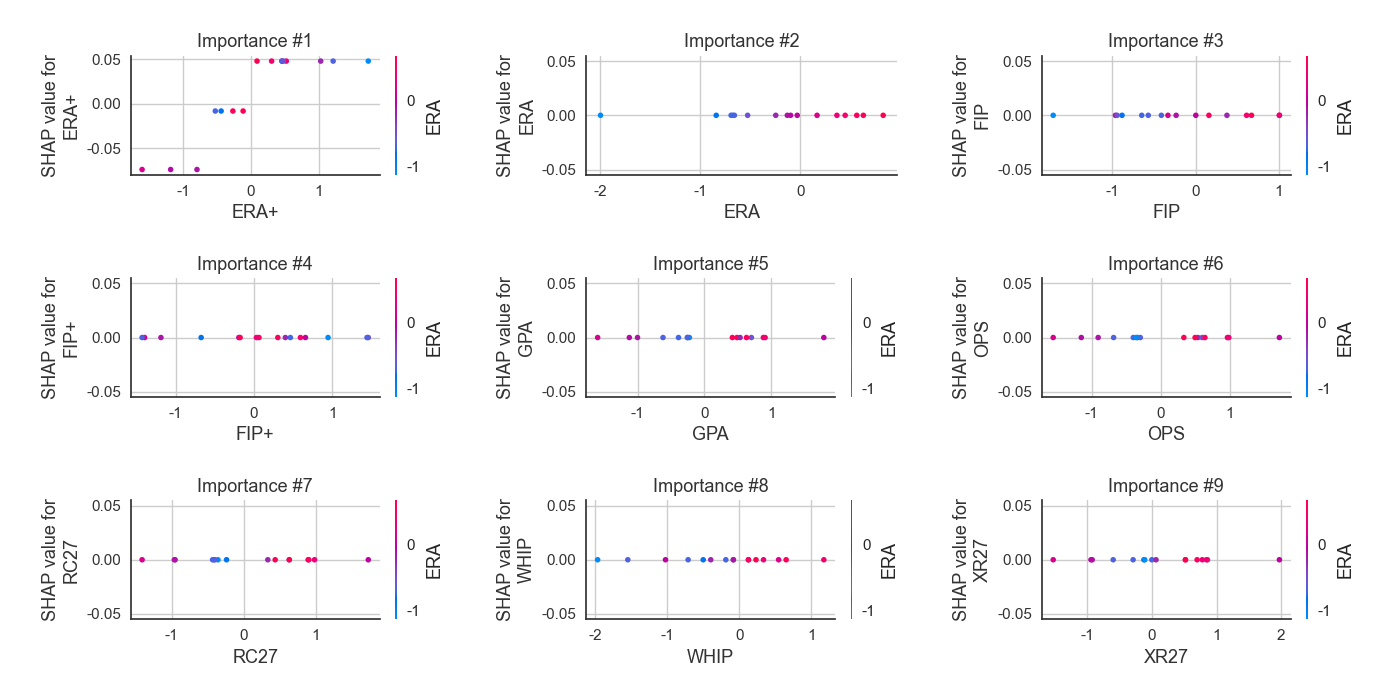 Importance #1
SHAP value for
ERA+
0.05
0.00
-0.05
-1
0
1
ERA+
0
-1
ERA
Importance #2
SHAP value for
ERA
0.05
0.00
-0.05
-2
-1
0
ERA
Importance #3
SHAP value for
FIP
0.05
0.00
-0.05
-1
0
1
FIP
0
-1
ERA
Importance #4
SHAP value for
FIP+
0.05
0.00
-0.05
-1
0
1
FIP+
0
-1
ERA
Importance #5
SHAP value for
GPA
0.05
0.00
-0.05
-1
0
1
GPA
0
-1
ERA
Importance #6
SHAP value for
OPS
0.05
0.00
-0.05
-1
0
1
OPS
0
-1
ERA
Importance #7
SHAP value for
RC27
0.05
0.00
-0.05
-1
0
1
RC27
0
-1
ERA
Importance #8
SHAP value for
WHIP
0.05
0.00
-0.05
-2
-1
0
1
WHIP
0
-1
ERA
Importance #9
SHAP value for
XR27
0.05
0.00
-0.05
-1
0
1
2
XR27
0
-1
ERA